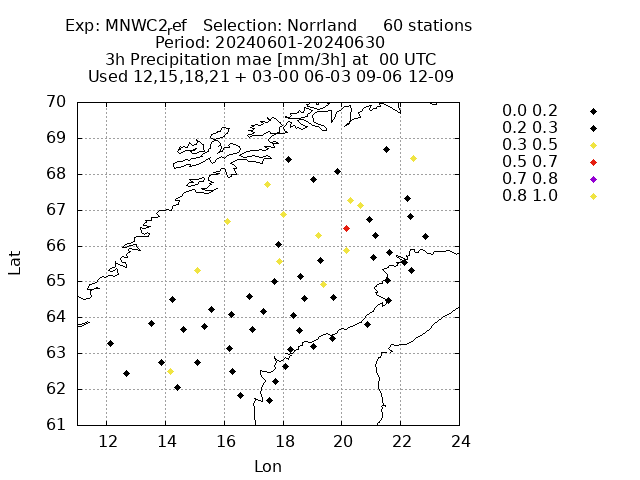 Exp: MNWC2ref   Selection: Norrland     60 stations
Period: 20240601-20240630
3h Precipitation mae [mm/3h] at  00 UTC
Used 12,15,18,21 + 03-00 06-03 09-06 12-09
0.0 0.2
0.2 0.3
0.3 0.5
0.5 0.7
0.7 0.8
0.8 1.0
70
69
68
67
66
65
64
63
62
61
Lat
12 14 16 18 20 22 24
Lon